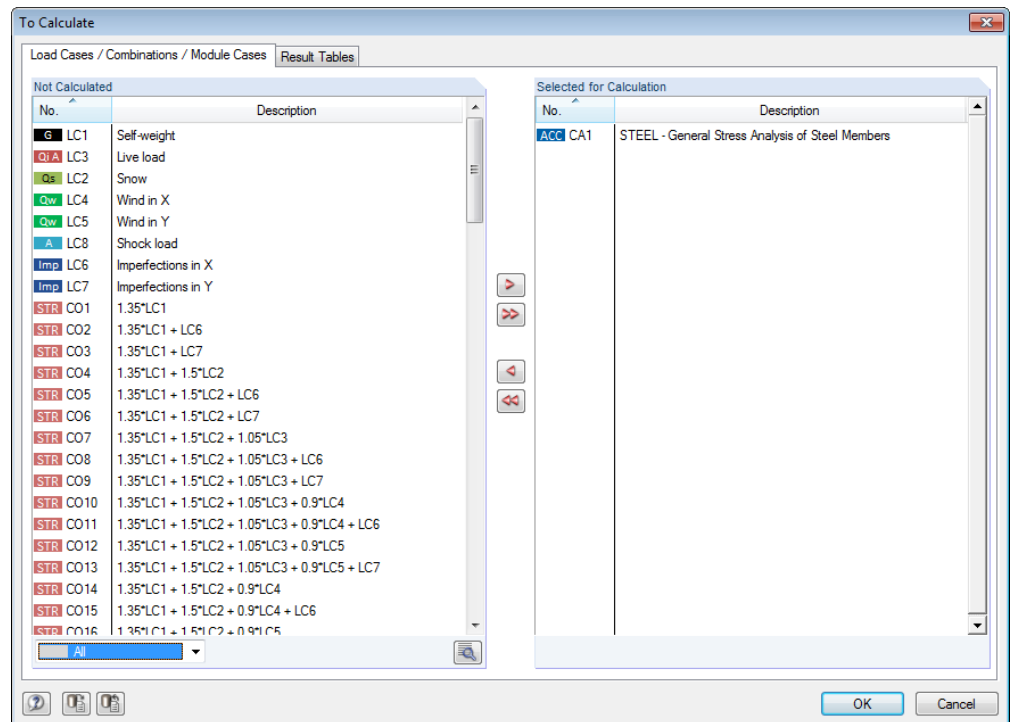 To Calculate
Load Cases / Combinations / Module Cases Result Tables
Not Calculated
No. Description
G LC1 Self-weight
Qi A LC3 Live load
Qs LC2 Snow
Qw LC4 Wind in X
Qw LC5 Wind in Y
A LC8 Shock load
Imp LC6 Imperfections in X
Imp LC7 Imperfections in Y
STR CO1 1.35*LC1
STR CO2 1.35*LC1 + LC6
STR CO3 1.35*LC1 + LC7
STR CO4 1.35*LC1 + 1.5*LC2
STR CO5 1.35*LC1 + 1.5*LC2 + LC6
STR CO6 1.35*LC1 + 1.5*LC2 + LC7
STR CO7 1.35*LC1 + 1.5*LC2 + 1.05*LC3
STR CO8 1.35*LC1 + 1.5*LC2 + 1.05*LC3 + LC6
STR CO9 1.35*LC1 + 1.5*LC2 + 1.05*LC3 + LC7
STR CO10 1.35*LC1 + 1.5*LC2 + 1.05*LC3 + 0.9*LC4
STR CO11 1.35*LC1 + 1.5*LC2 + 1.05*LC3 + 0.9*LC4 + LC6
STR CO12 1.35*LC1 + 1.5*LC2 + 1.05*LC3 + 0.9*LC5
STR CO13 1.35*LC1 + 1.5*LC2 + 1.05*LC3 + 0.9*LC5 + LC7
STR CO14 1.35*LC1 + 1.5*LC2 + 0.9*LC4
STR CO15 1.35*LC1 + 1.5*LC2 + 0.9*LC4 + LC6
STR CO16 1.35*LC1 + 1.5*LC2 + 0.9*LC5
All
Selected for Calculation
No. Description
ACC CA1 STEEL - General Stress Analysis of Steel Members
OK Cancel